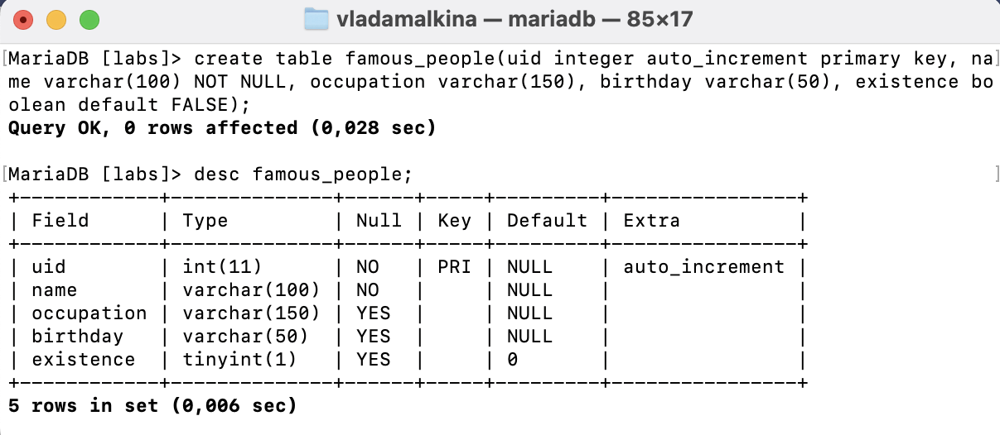 vladamalkina — mariadb — 85×17
[MariaDB [labs]> create table famous_people(uid integer auto_increment primary key, na]
me varchar(100) NOT NULL, occupation varchar(150), birthday varchar(50), existence bo
olean default FALSE);
Query OK, 0 rows affected (0,028 sec)
[MariaDB [labs]> desc famous_people;                                                  ]
+------------+--------------+------+-----+---------+----------------+
| Field      | Type         | Null | Key | Default | Extra          |
+------------+--------------+------+-----+---------+----------------+
| uid        | int(11)      | NO   | PRI | NULL    | auto_increment |
| name       | varchar(100) | NO   |     | NULL    |                |
| occupation | varchar(150) | YES  |     | NULL    |                |
| birthday   | varchar(50)  | YES  |     | NULL    |                |
| existence  | tinyint(1)   | YES  |     | 0       |                |
+------------+--------------+------+-----+---------+----------------+
5 rows in set (0,006 sec)